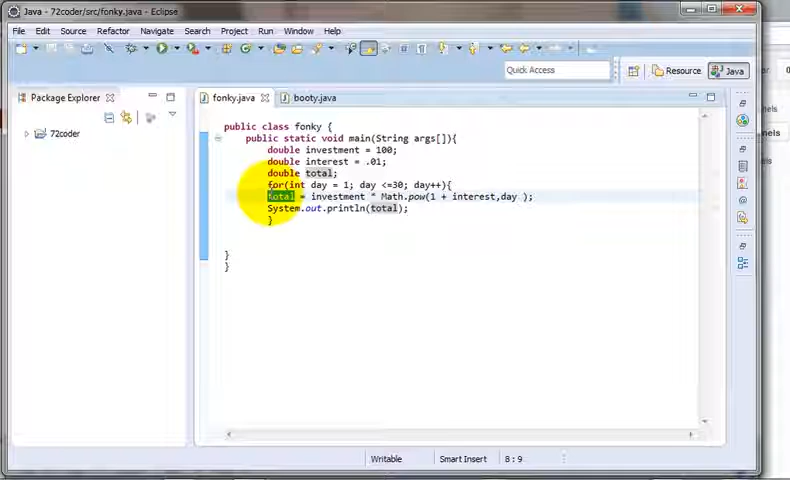 Java - 72coder/src/fonky.java - Eclipse
File Edit Source Refactor Navigate Search Project Run Window Help
Quick Access Resource Java
Package Explorer fonky.java booty.java
72coder
public class fonky {
public static void main(String args[]){
double investment = 100;
double interest = .01;
double total;
for(int day = 1; day <=30; day++){
total = investment * Math.pow(1 + interest,day );
System.out.println(total);
}
}
}
Writable Smart Insert 8 : 9